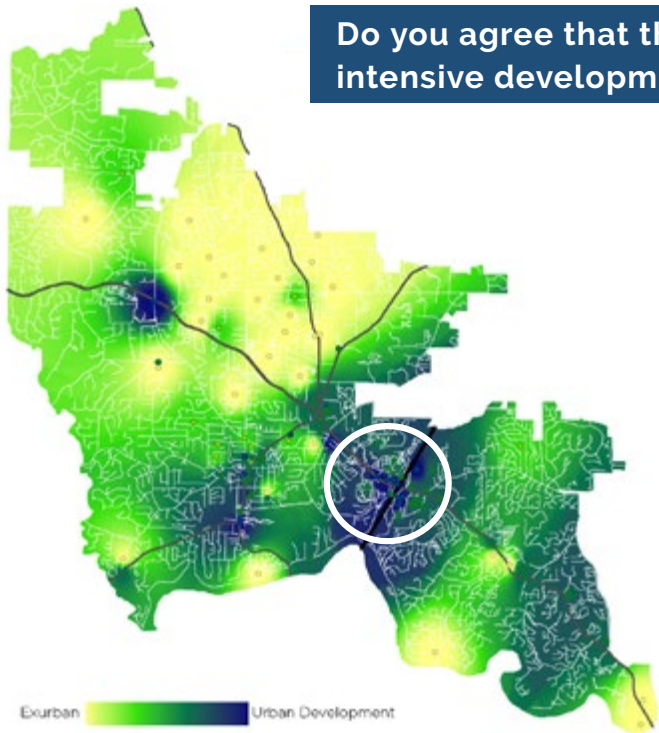 Do you agree that th
intensive developm
Exurban
Urban Development